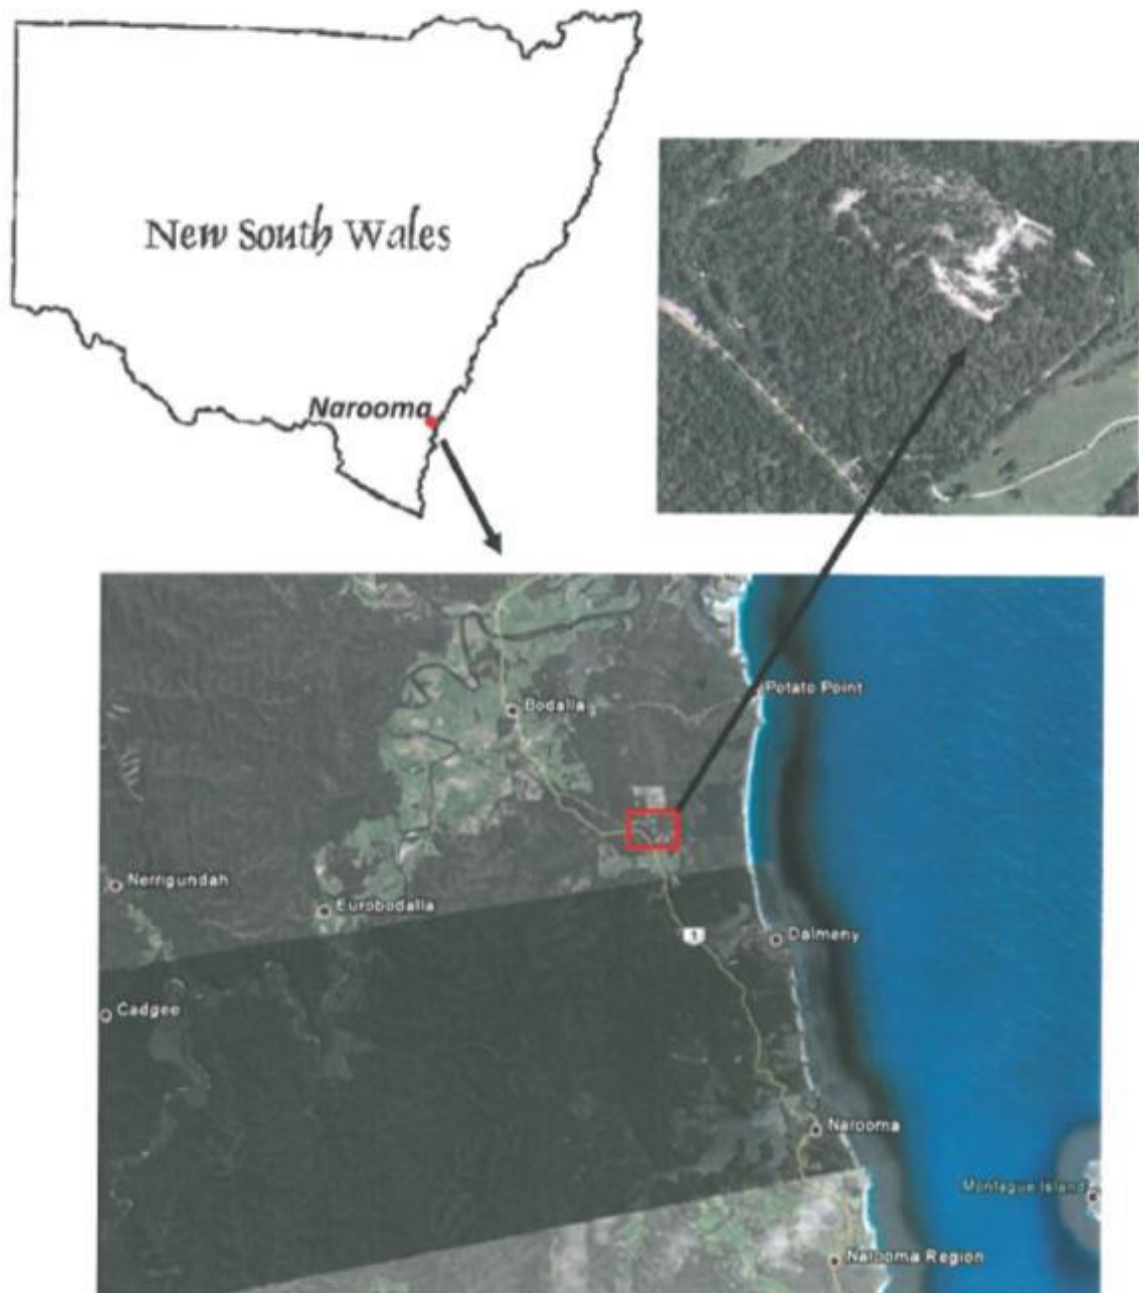 New South Wales
Narooma
Potato Point
Bodalla
Nerrigundah
Eurobodalla
1
Dalmeny
Cadgee
Narooma
Montague Island
Narooma Region